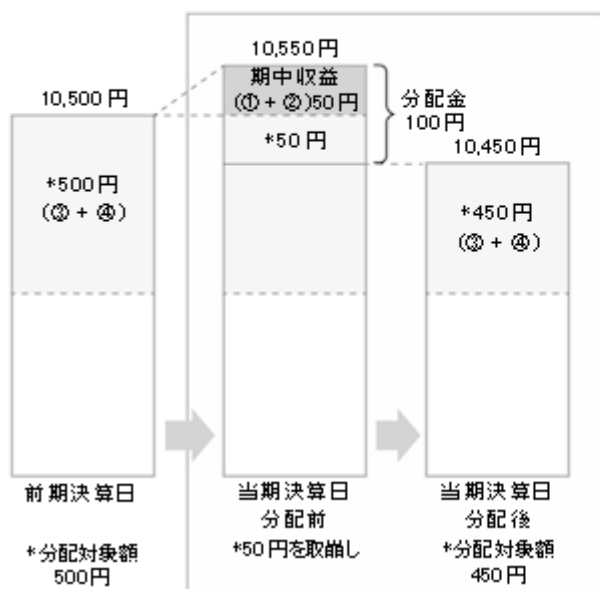 10,500円
*500円
(③+④)
前期決算日
*分配対象額
500円
10,550円
期中収益
(①+②)50円
*50円
分配金
100円
当期決算日
分配前
*50円を取崩し
10,450円
*450円
(③+④)
当期決算日
分配後
*分配対象額
450円